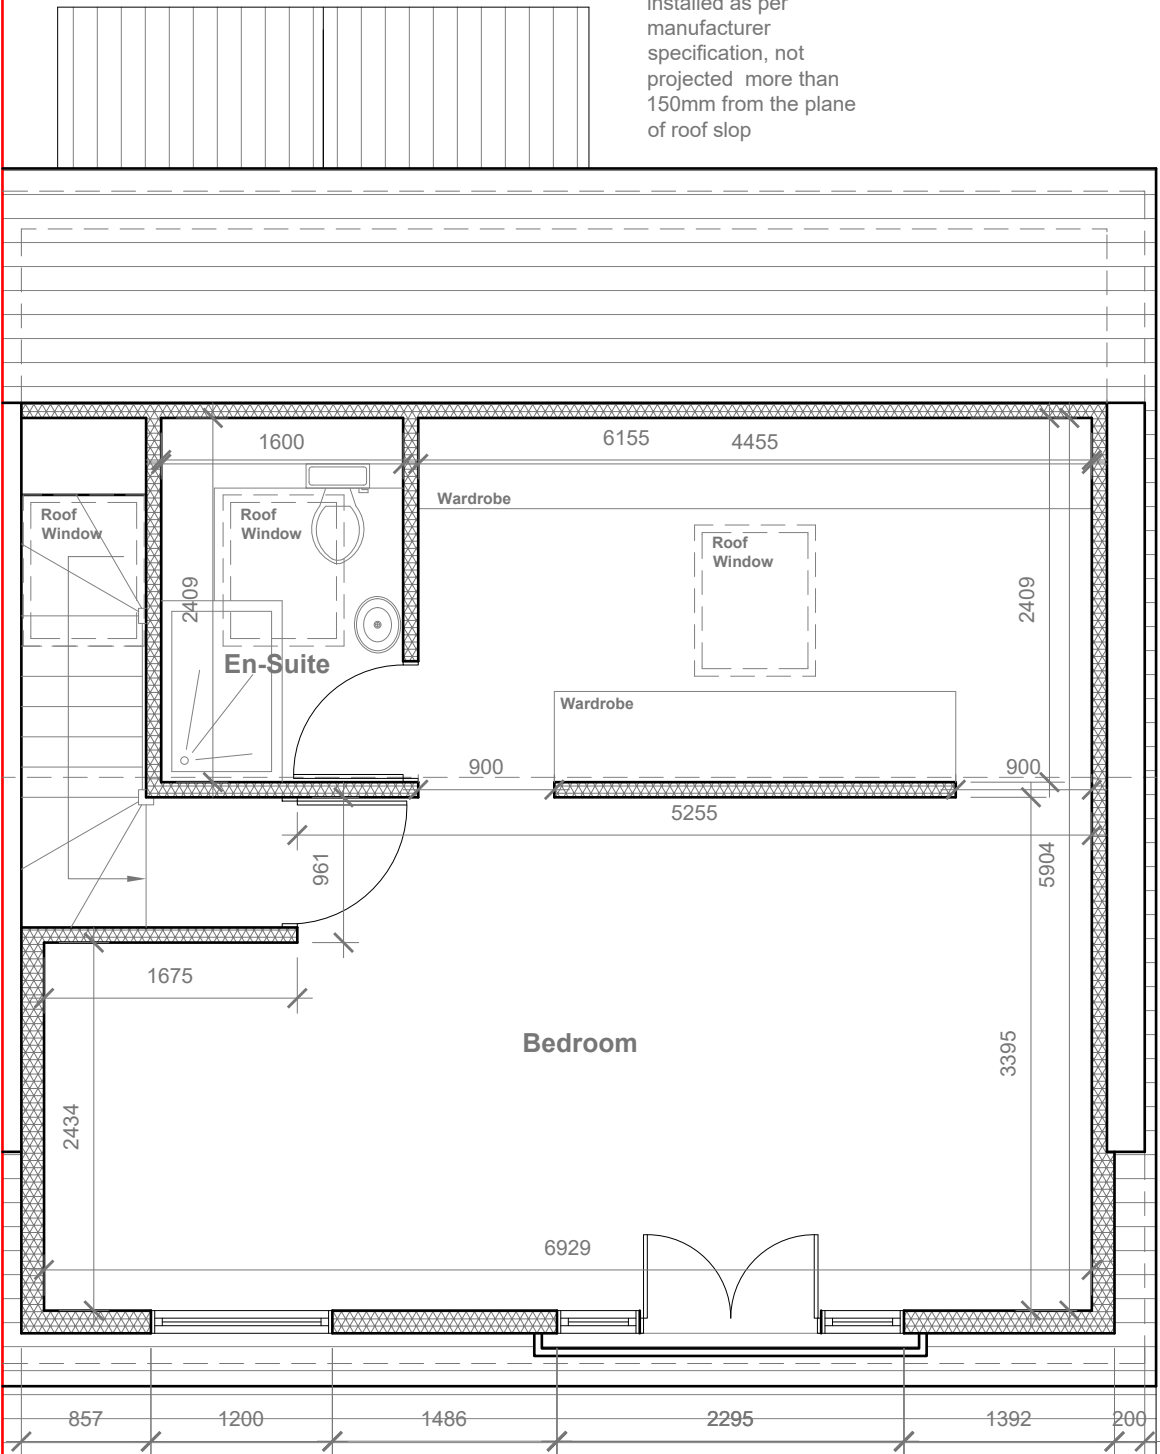 installed as per
manufacturer
specification, not
projected more than
150mm from the plane
of roof slop
1600
6155
4455
Wardrobe
Roof
Window
Roof
Window
Roof
Window
2409
2409
En-Suite
Wardrobe
900
900
5255
961
5904
1675
Bedroom
3395
2434
6929
857
1200
1486
2295
1392
200